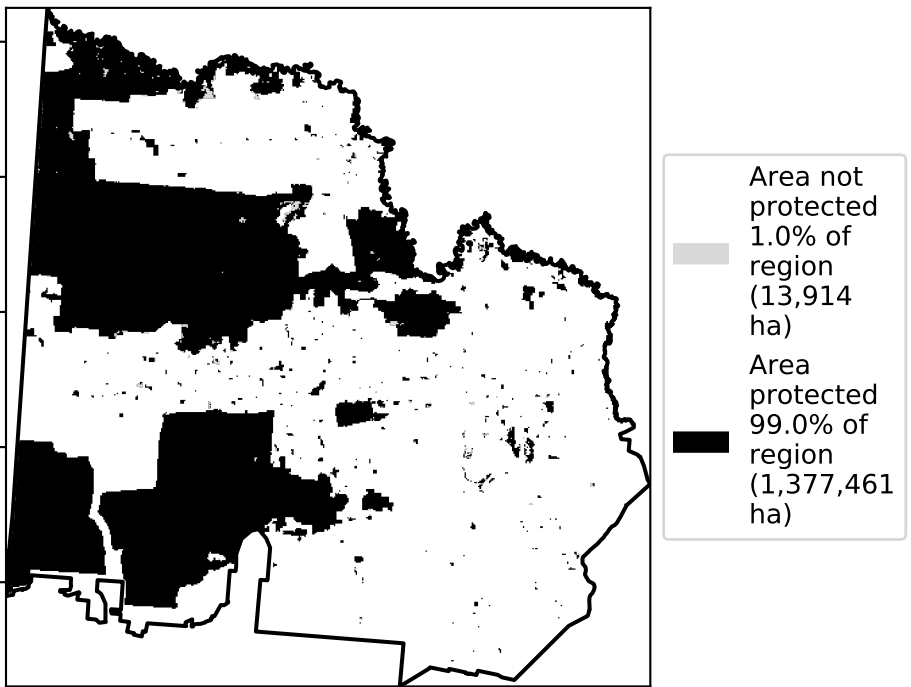 Area not
protected
1.0% of
region
(13,914
ha)
Area
protected
99.0% of
region
(1,377,461
ha)